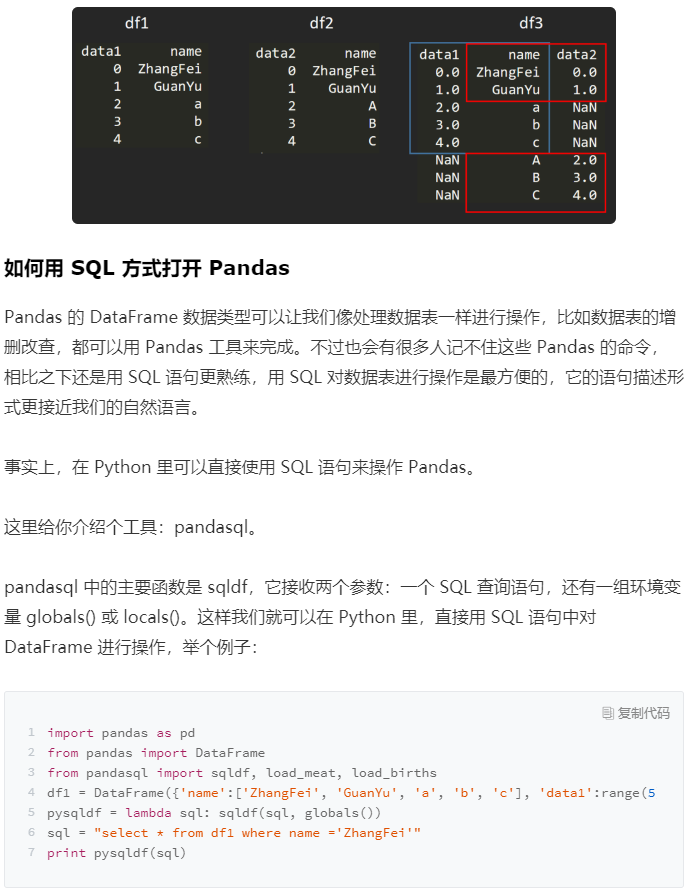 df1 df2 df3
data1 name data2 name data1 name data2
0 ZhangFei 0 ZhangFei 0.0 ZhangFei 0.0
1 GuanYu 1 GuanYu 1.0 GuanYu 1.0
2 a 2 A 2.0 a NaN
3 b 3 B 3.0 b NaN
4 c 4 C 4.0 c NaN
NaN A 2.0
NaN B 3.0
NaN C 4.0
如何用 SQL 方式打开 Pandas
Pandas 的 DataFrame 数据类型可以让我们像处理数据表一样进行操作，比如数据表的增
删改查，都可以用 Pandas 工具来完成。不过也会有很多人记不住这些 Pandas 的命令，
相比之下还是用 SQL 语句更熟练，用 SQL 对数据表进行操作是最方便的，它的语句描述形
式更接近我们的自然语言。
事实上，在 Python 里可以直接使用 SQL 语句来操作 Pandas。
这里给你介绍个工具：pandasql。
pandasql 中的主要函数是 sqldf，它接收两个参数：一个 SQL 查询语句，还有一组环境变
量 globals() 或 locals()。这样我们就可以在 Python 里，直接用 SQL 语句中对
DataFrame 进行操作，举个例子：
复制代码
1 import pandas as pd
2 from pandas import DataFrame
3 from pandasql import sqldf, load_meat, load_births
4 df1 = DataFrame({'name':['ZhangFei', 'GuanYu', 'a', 'b', 'c'], 'data1':range(5
5 pysqldf = lambda sql: sqldf(sql, globals())
6 sql = "select * from df1 where name ='ZhangFei'"
7 print pysqldf(sql)